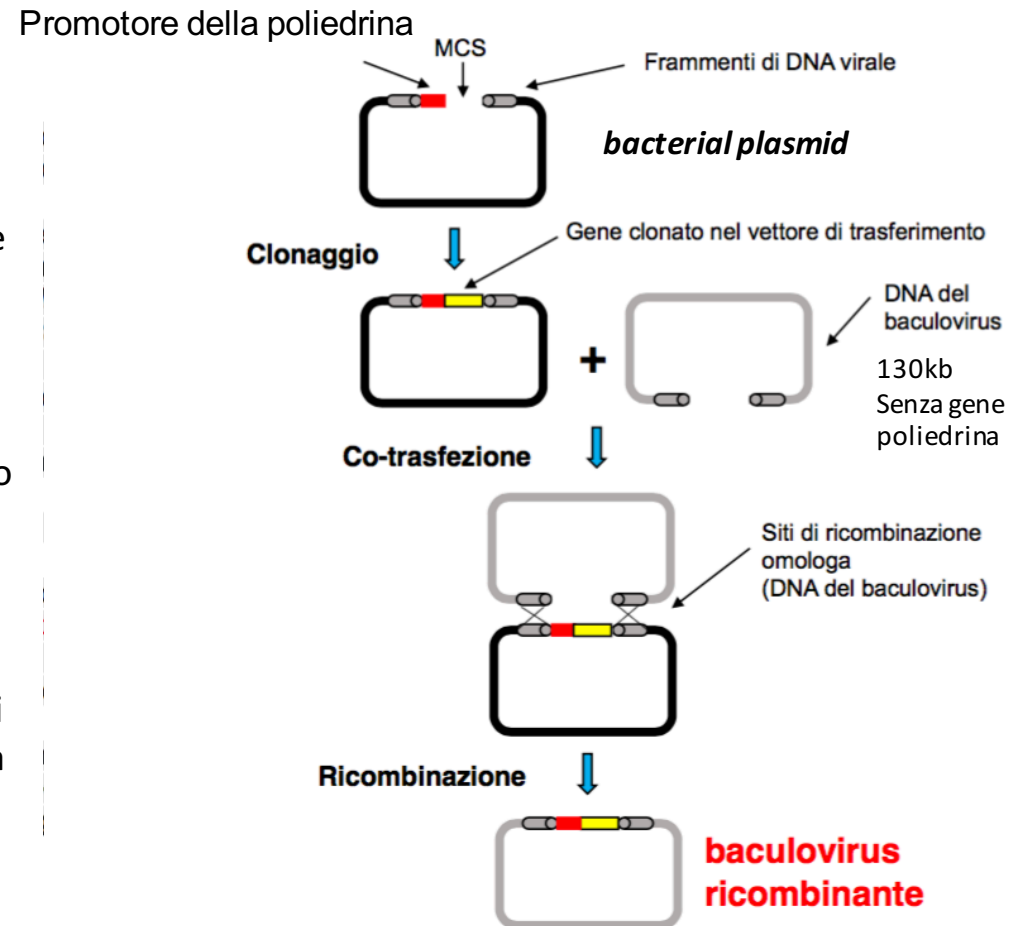 Promotore della poliedrina
MCS
Frammenti di DNA virale
bacterial plasmid
e
Clonaggio
Gene clonato nel vettore di trasferimento
+
DNA del
baculovirus
130kb
Senza gene
poliedrina
o
Co-trasfezione
Siti di ricombinazione
omologa
(DNA del baculovirus)
i
Ricombinazione
baculovirus
ricombinante